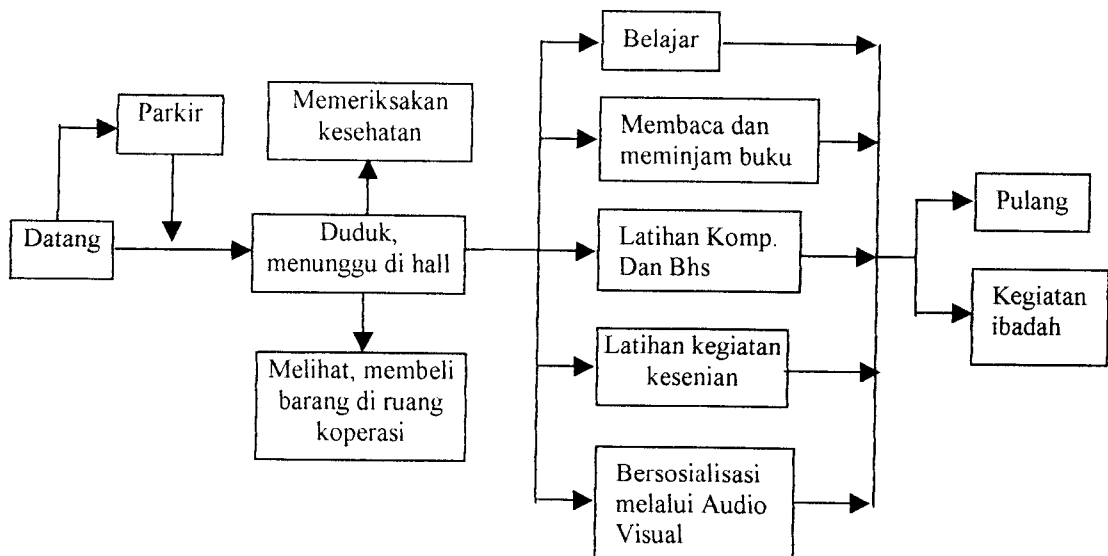 Parkir
Datang
Memeriksakan
kesehatan
Duduk,
menunggu di hall
Melihat, membeli
barang di ruang
koperasi
Belajar
Membaca dan
meminjam buku
Latihan Komp.
Dan Bhs
Latihan kegiatan
kesenian
Bersosialisasi
melalui Audio
Visual
Pulang
Kegiatan
ibadah